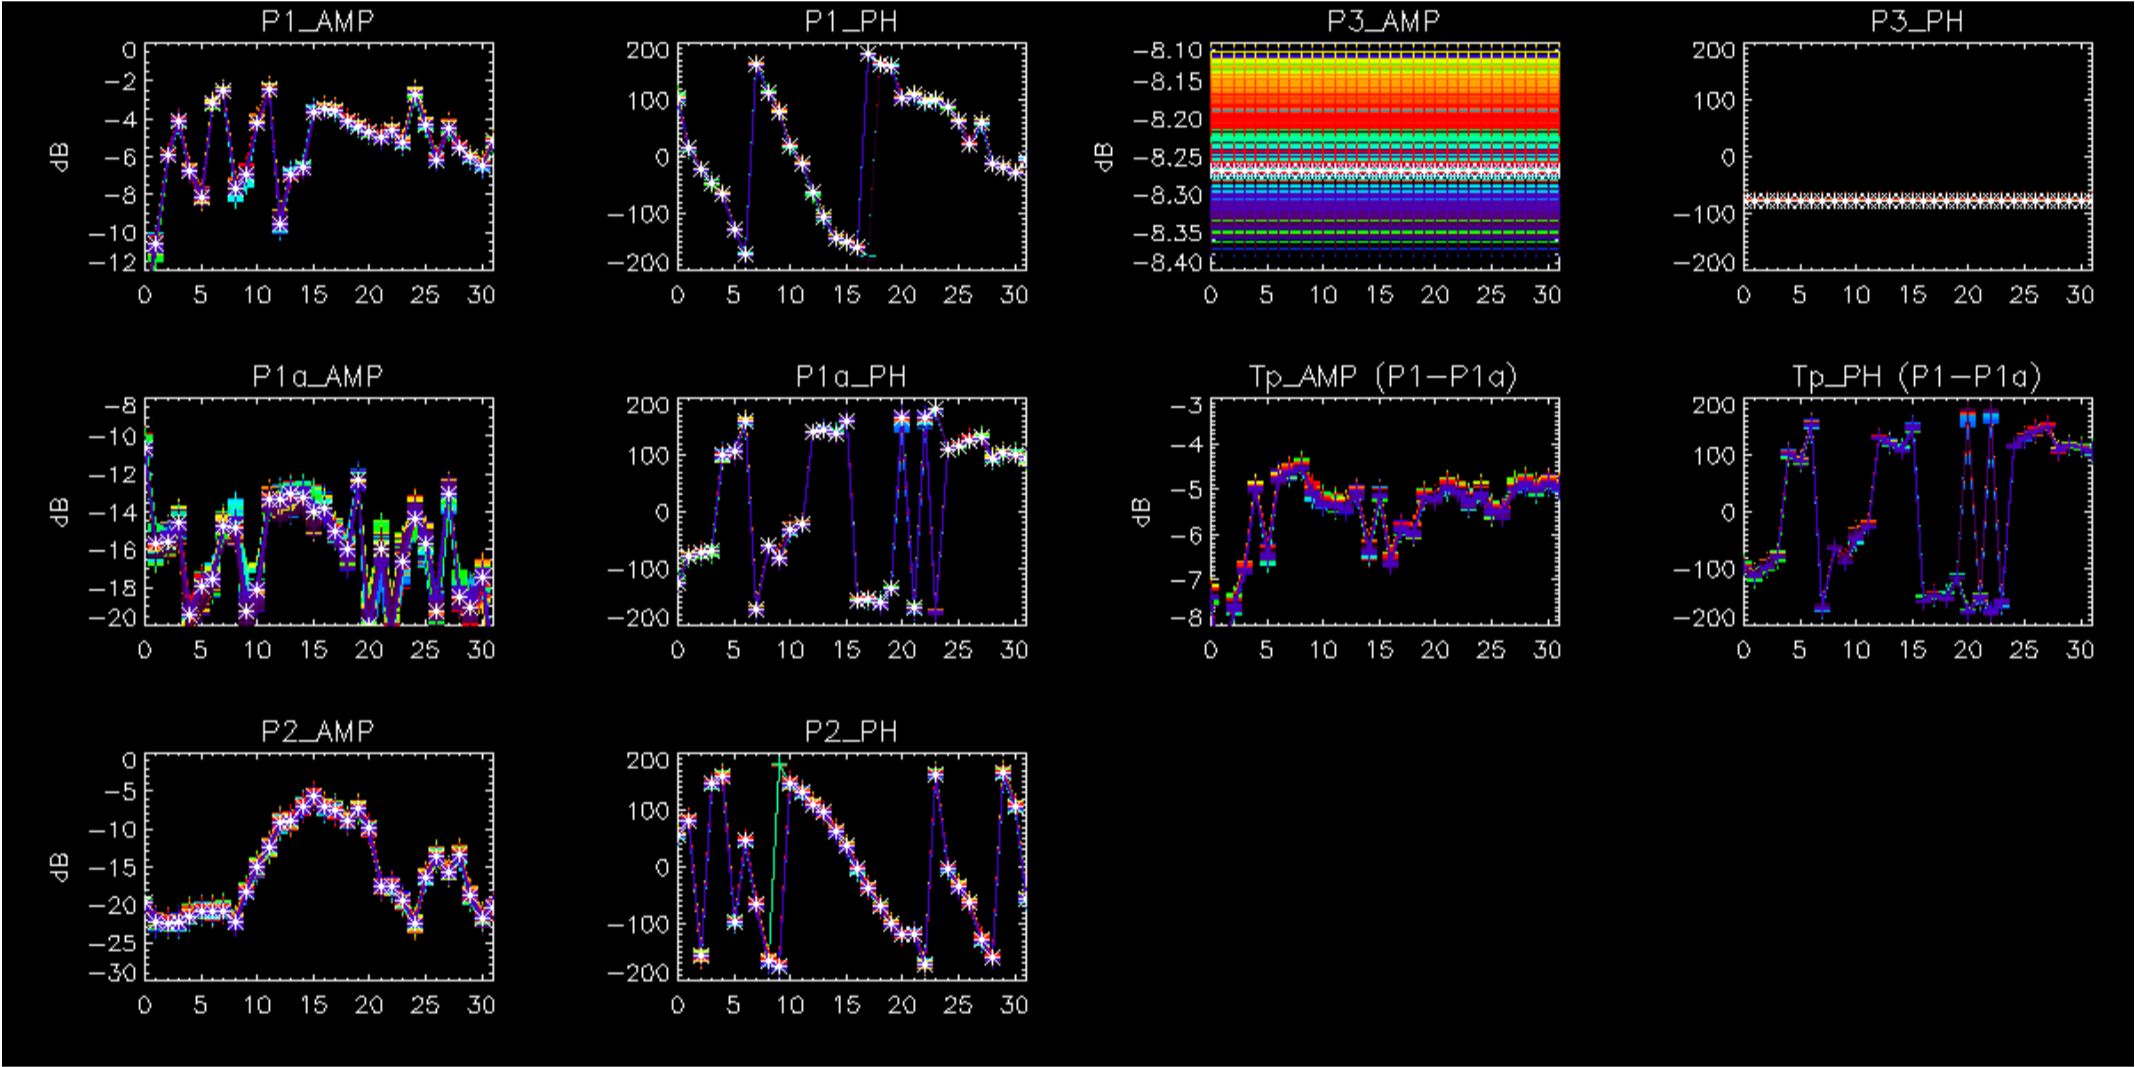 P1_AMP
P1_PH
P3_AMP
P3_PH
0
−2
−4
−6
−8
−10
−12
dB
0 5 10 15 20 25 30
200
100
0
−100
−200
0 5 10 15 20 25 30
−8.10
−8.15
−8.20
−8.25
−8.30
−8.35
−8.40
dB
0 5 10 15 20 25 30
200
100
0
−100
−200
0 5 10 15 20 25 30
P1a_AMP
P1a_PH
Tp_AMP (P1−P1a)
Tp_PH (P1−P1a)
−8
−10
−12
−14
−16
−18
−20
dB
0 5 10 15 20 25 30
200
100
0
−100
−200
0 5 10 15 20 25 30
−3
−4
−5
−6
−7
−8
dB
0 5 10 15 20 25 30
200
100
0
−100
−200
0 5 10 15 20 25 30
P2_AMP
P2_PH
0
−5
−10
−15
−20
−25
−30
dB
0 5 10 15 20 25 30
200
100
0
−100
−200
0 5 10 15 20 25 30